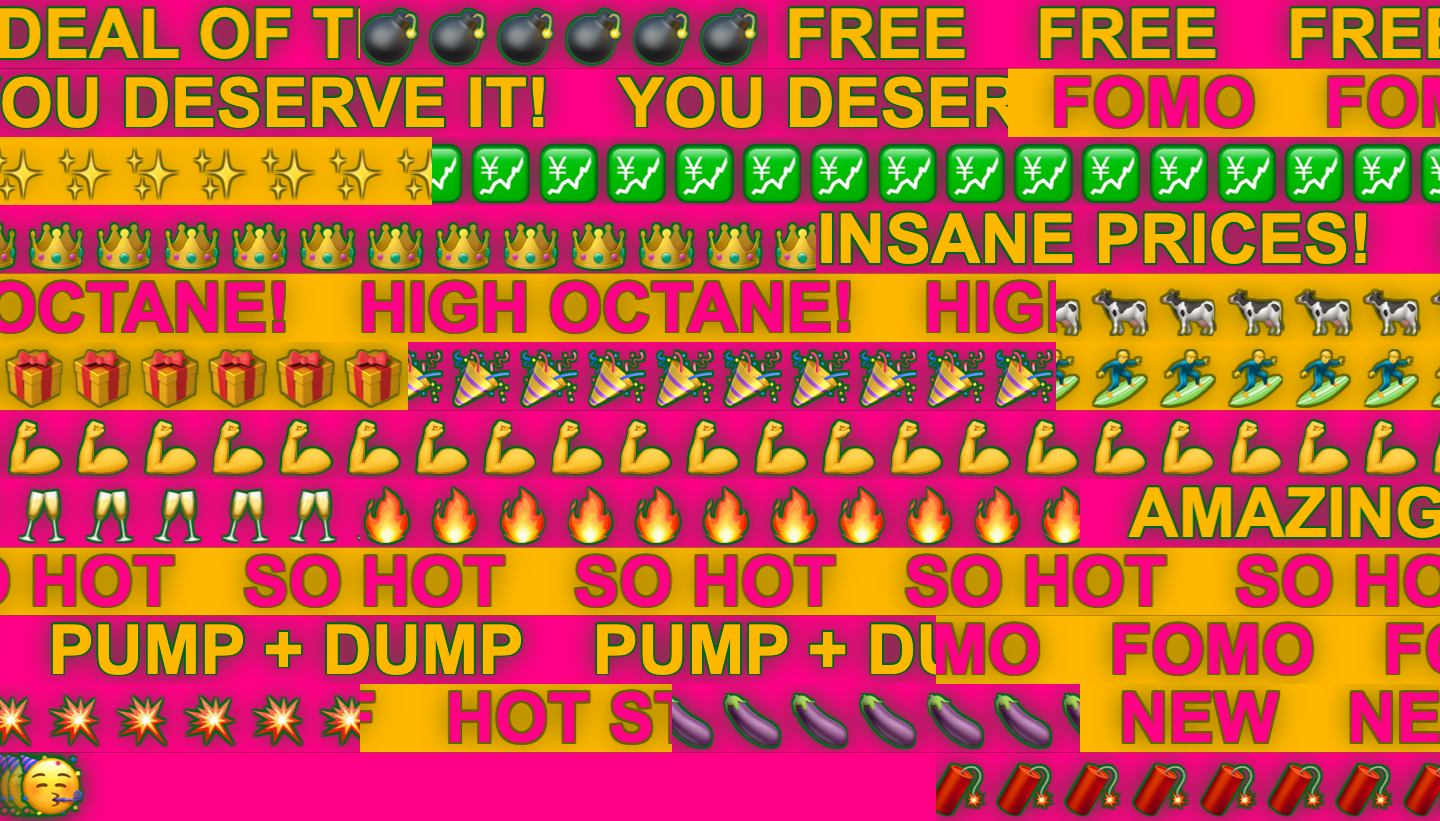 DEAL OF T FREE FREE FREE
OU DESERVE IT! YOU DESER FOMO FOM
INSANE PRICES!
OCTANE! HIGH OCTANE! HIGH
AMAZING
O HOT SO HOT SO HOT SO HOT SO HO
PUMP + DUMP PUMP + DU MO FOMO FO
F HOT ST NEW NE